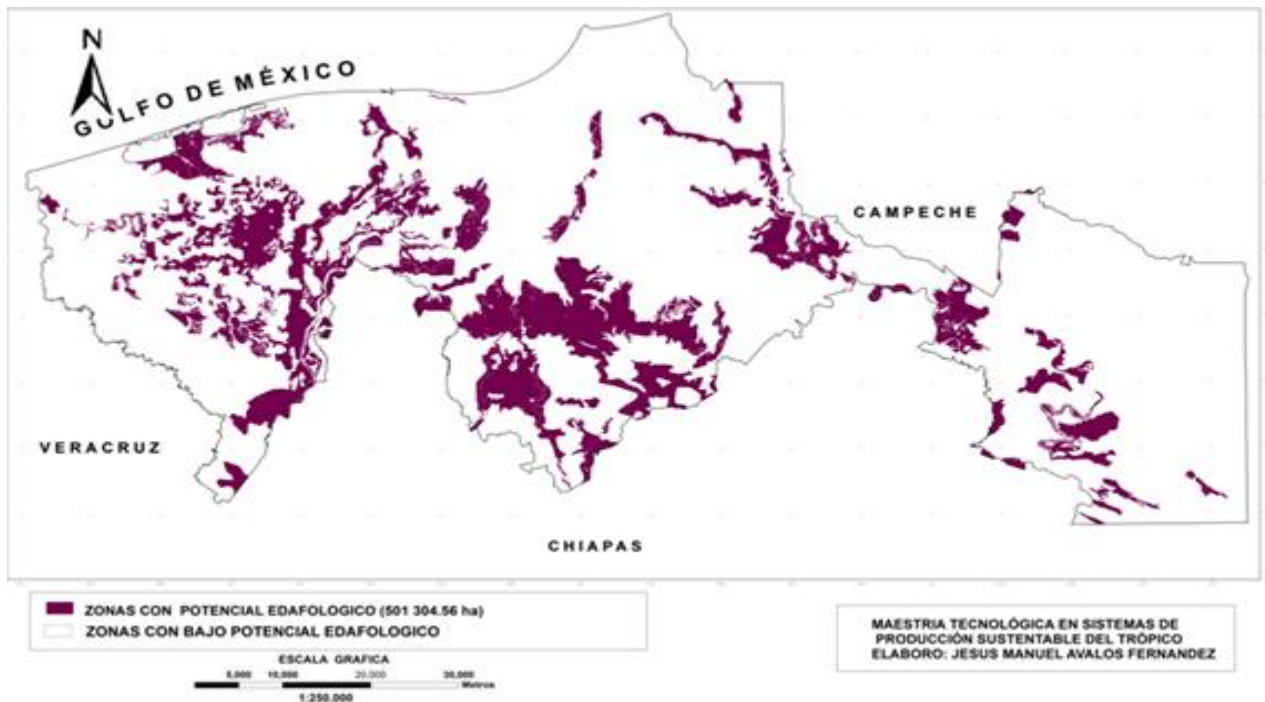 N
GOLFO DE MÉXICO
CAMPECHE
VERACRUZ
CHIAPAS
ZONAS CON POTENCIAL EDAFOLOGICO (501 304.56 ha)
ZONAS CON BAJO POTENCIAL EDAFOLOGICO
ESCALA GRAFICA
5,000 10,000 20,000 30,000
Metros
1:250.000
MAESTRIA TECNOLÓGICA EN SISTEMAS DE
PRODUCCIÓN SUSTENTABLE DEL TRÓPICO
ELABORO: JESUS MANUEL AVALOS FERNANDEZ